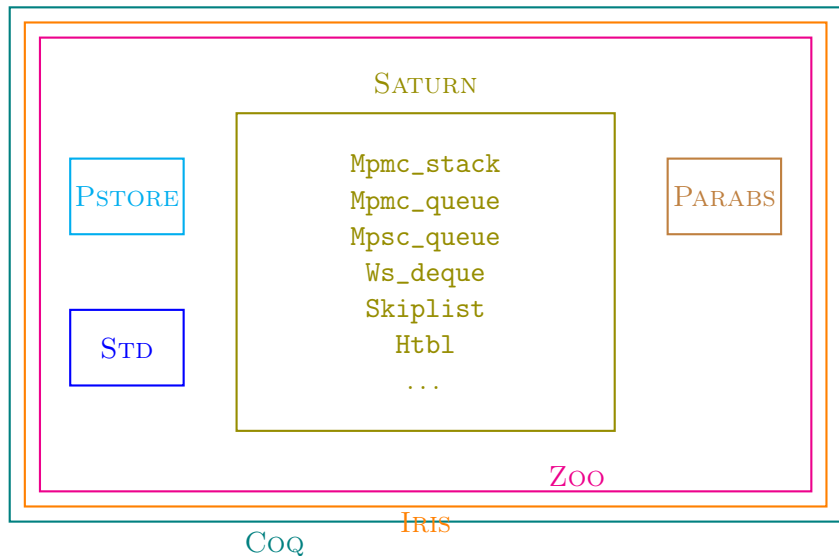 SATURN
Mpmc_stack
Mpmc_queue
Mpsc_queue
Ws_deque
Skiplist
Htbl
...
PSTORE
PARABS
STD
ZOO
IRIS
COQ